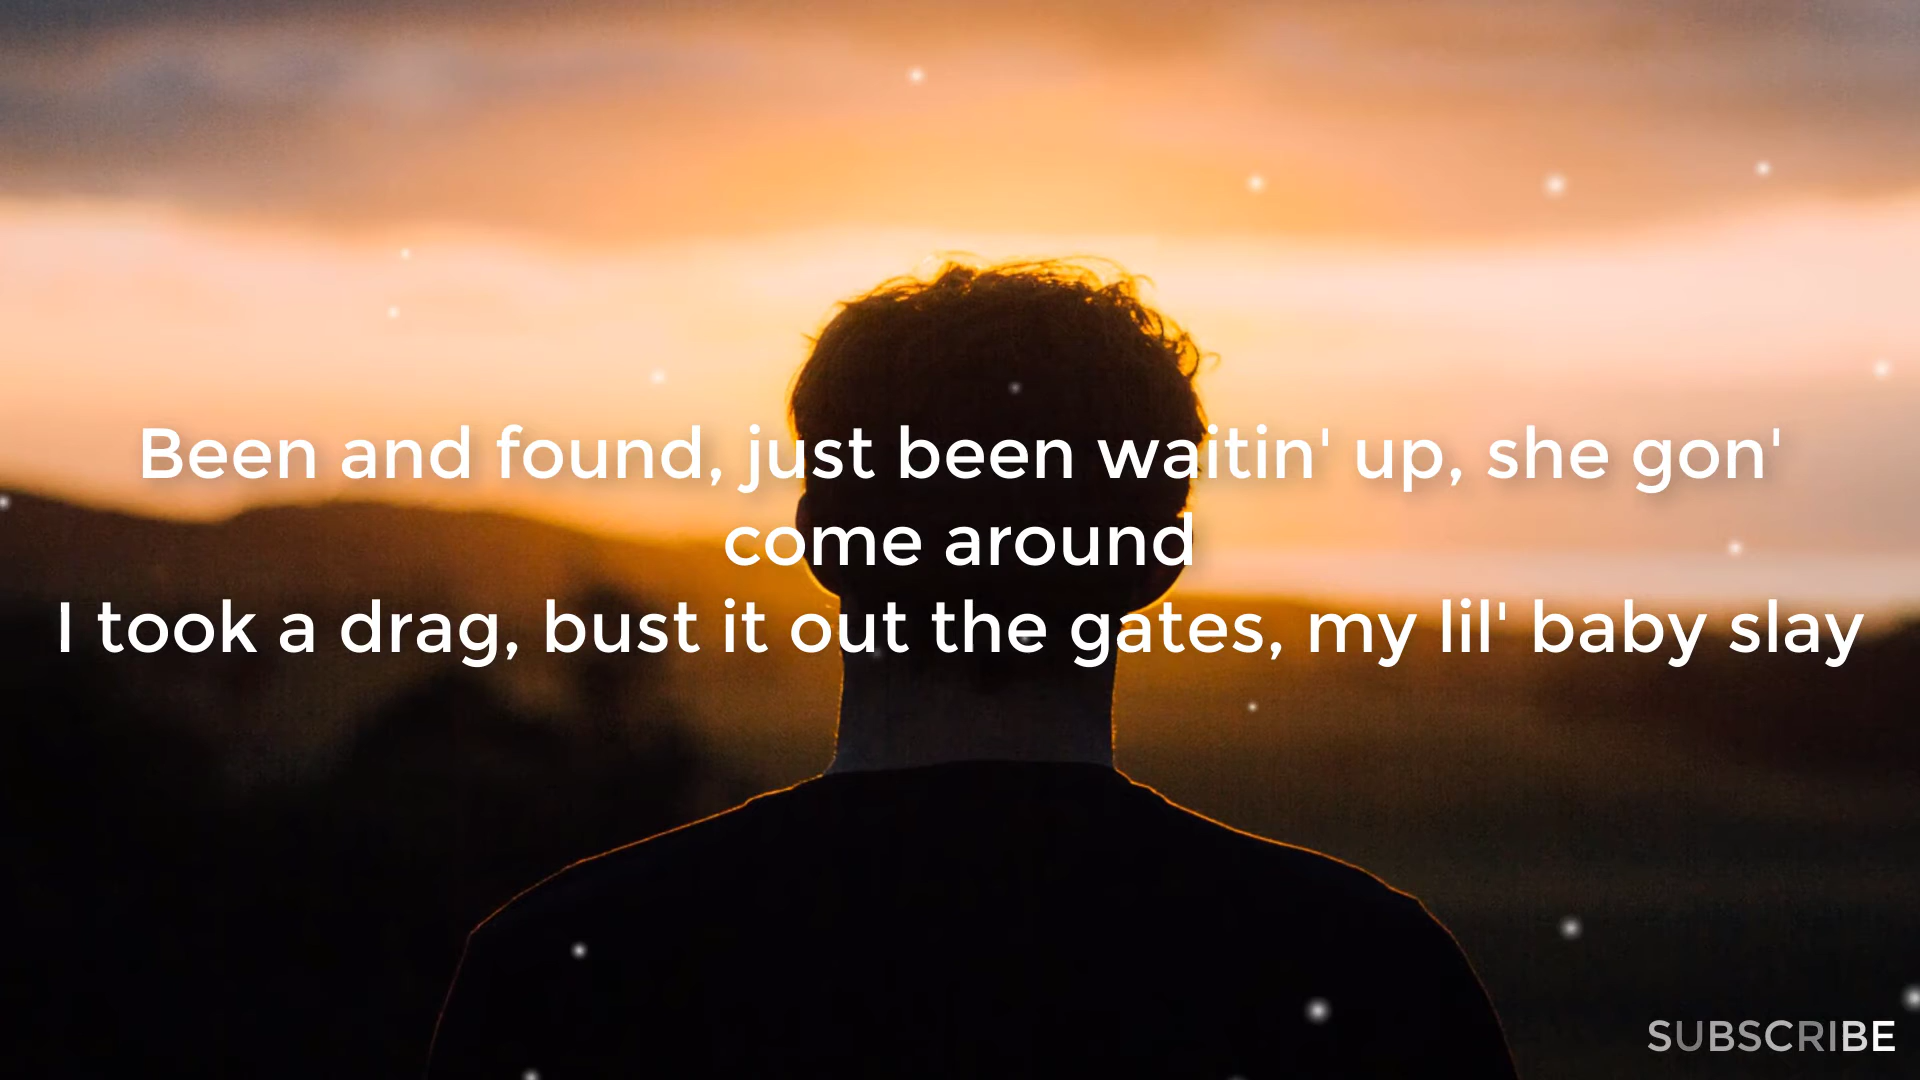 Been and found, just been waitin' up, she gon'
come around
I took a drag, bust it out the gates, my lil' baby slay
SUBSCRIBE